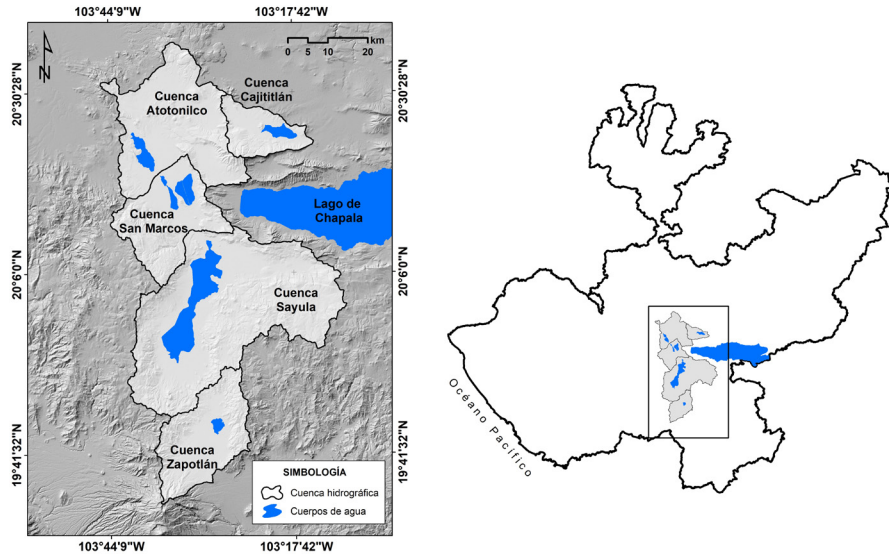 103°44'9"W
103°17'42"W
km
0 5 10 20
N
20°30'28"N
20°30'28"N
Cuenca
Atotonilco
Cuenca
Cajititlán
Lago de
Chapala
Cuenca
San Marcos
20°6'0"N
20°6'0"N
Cuenca
Sayula
Cuenca
Zapotlán
19°41'32"N
19°41'32"N
SIMBOLOGÍA
Cuenca hidrográfica
Cuerpos de agua
103°44'9"W
103°17'42"W
Océano Pacífico